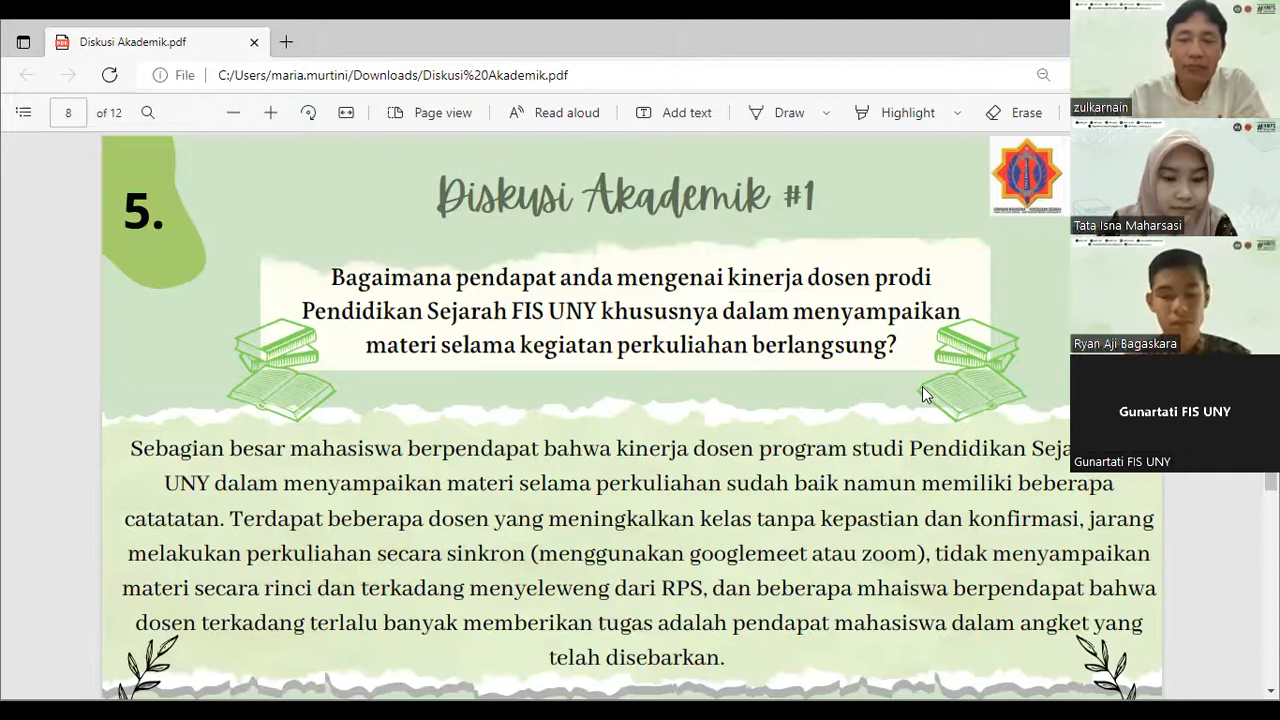 Diskusi Akademik.pdf
File
C:/Users/maria.murtini/Downloads/Diskusi%20Akademik.pdf
8 of 12
Page view
Read aloud
Add text
Draw
Highlight
Erase
5.
Diskusi Akademik #1
Bagaimana pendapat anda mengenai kinerja dosen prodi
Pendidikan Sejarah FIS UNY khususnya dalam menyampaikan
materi selama kegiatan perkuliahan berlangsung?
Sebagian besar mahasiswa berpendapat bahwa kinerja dosen program studi Pendidikan Seja
UNY dalam menyampaikan materi selama perkuliahan sudah baik namun memiliki beberapa
catatatan. Terdapat beberapa dosen yang meningkalkan kelas tanpa kepastian dan konfirmasi, jarang
melakukan perkuliahan secara sinkron (menggunakan googlemeet atau zoom), tidak menyampaikan
materi secara rinci dan terkadang menyeleweng dari RPS, dan beberapa mhaiswa berpendapat bahwa
dosen terkadang terlalu banyak memberikan tugas adalah pendapat mahasiswa dalam angket yang
telah disebarkan.
zulkarnain
Tata Isna Maharsasi
Ryan Aji Bagaskara
Gunartati FIS UNY
Gunartati FIS UNY